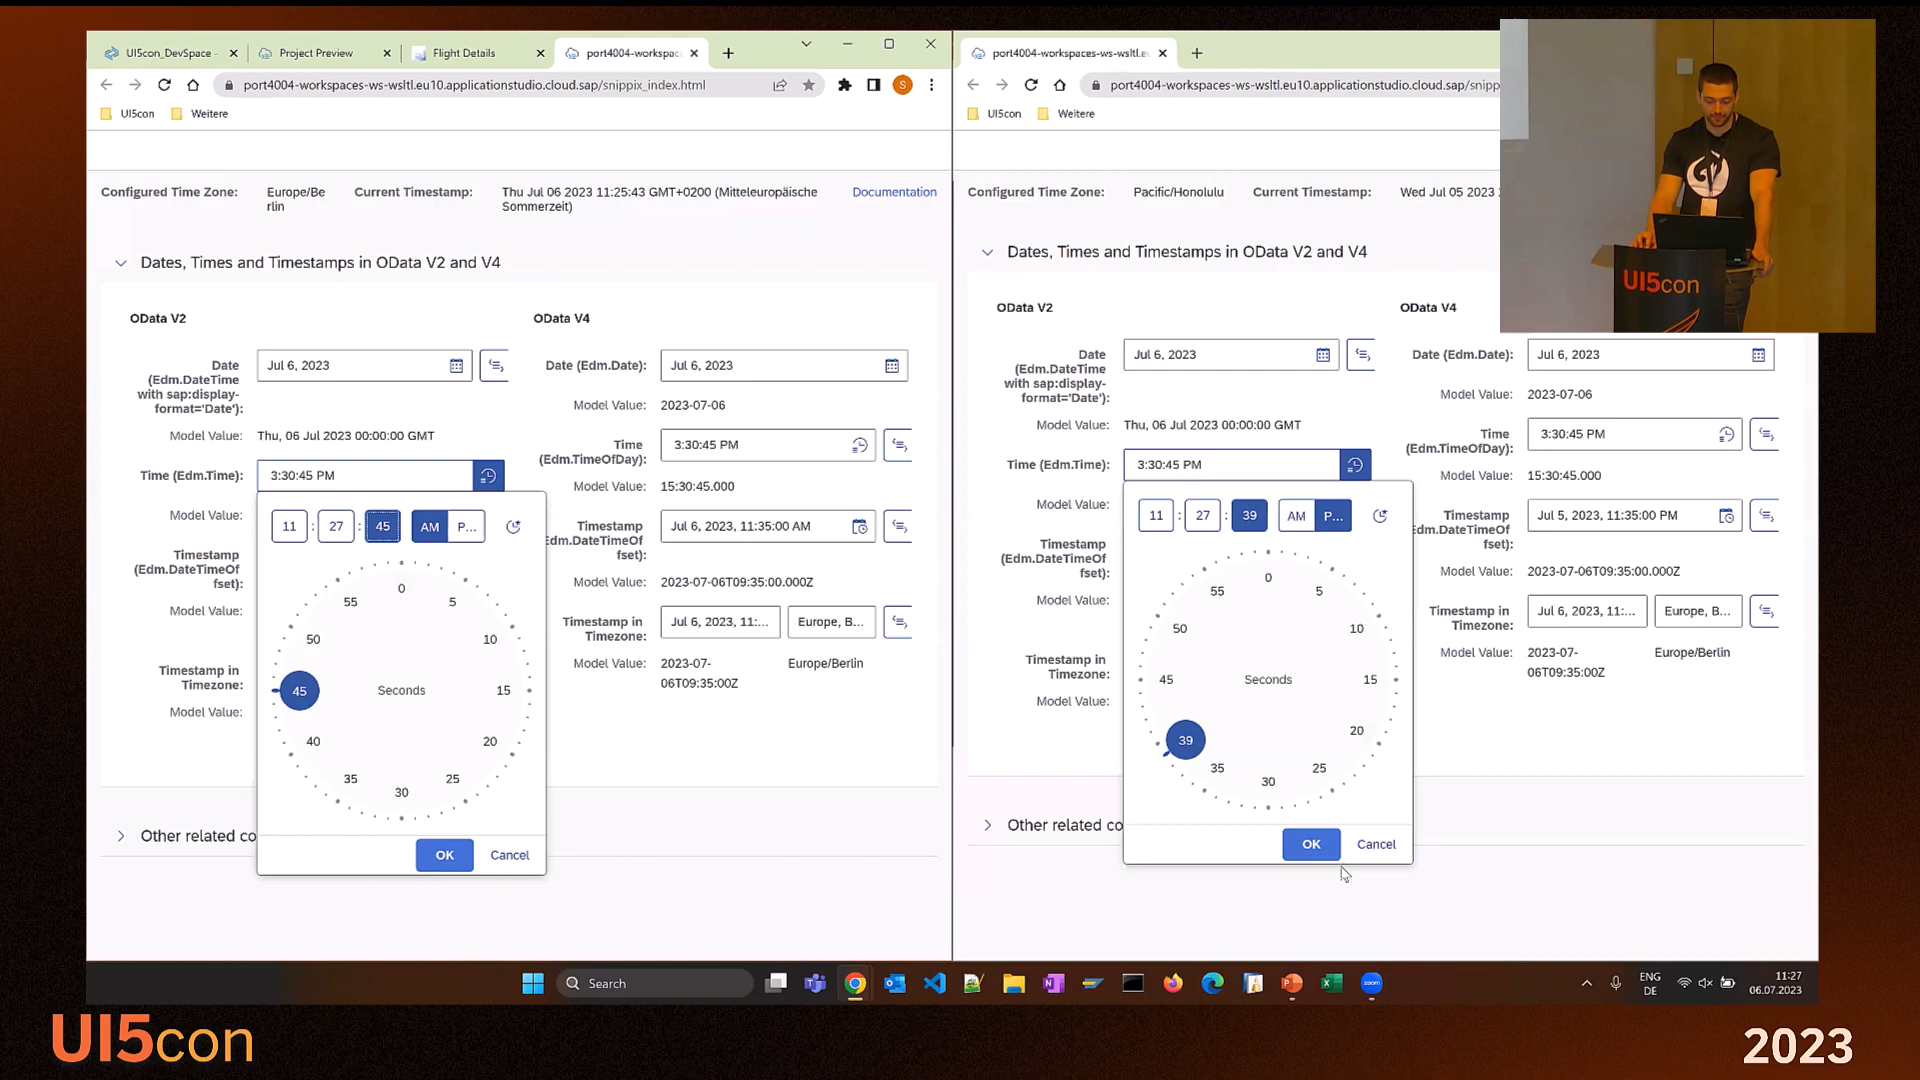 UI5con_DevSpace -
Project Preview
Flight Details
port4004-workspac
port4004-workspaces-ws-wsltl.eu10.applicationstudio.cloud.sap/snippix_index.html
S
UI5con
Weitere
Configured Time Zone:
Europe/Be
rlin
Current Timestamp:
Thu Jul 06 2023 11:25:43 GMT+0200 (Mitteleuropäische
Sommerzeit)
Documentation
Dates, Times and Timestamps in OData V2 and V4
OData V2
Date
(Edm.DateTime
with sap:display-
format='Date'):
Jul 6, 2023
Model Value:
Thu, 06 Jul 2023 00:00:00 GMT
Time (Edm.Time):
3:30:45 PM
Model Value:
Timestamp
(Edm.DateTimeOf
fset):
Model Value:
Timestamp in
Timezone:
Model Value:
11 : 27 : 45 AM P...
0
5
10
15
20
25
30
35
40
45
50
55
Seconds
OK
Cancel
OData V4
Date (Edm.Date):
Jul 6, 2023
Model Value:
2023-07-06
Time
(Edm.TimeOfDay):
3:30:45 PM
Model Value:
15:30:45.000
Timestamp
Edm.DateTimeOf
fset):
Jul 6, 2023, 11:35:00 AM
Model Value:
2023-07-06T09:35:00.000Z
Timestamp in
Timezone:
Jul 6, 2023, 11:...
Europe, B...
Model Value:
2023-07-
06T09:35:00Z
Europe/Berlin
Other related co
port4004-workspaces-ws-wsltl.e
port4004-workspaces-ws-wsltl.eu10.applicationstudio.cloud.sap/snipp
UI5con
Weitere
Configured Time Zone:
Pacific/Honolulu
Current Timestamp:
Wed Jul 05 2023
Dates, Times and Timestamps in OData V2 and V4
OData V2
Date
(Edm.DateTime
with sap:display-
format='Date'):
Jul 6, 2023
Model Value:
Thu, 06 Jul 2023 00:00:00 GMT
Time (Edm.Time):
3:30:45 PM
Model Value:
Timestamp
(Edm.DateTimeOf
fset):
Model Value:
Timestamp in
Timezone:
Model Value:
11 : 27 : 39 AM P...
0
5
10
15
20
25
30
35
39
45
50
55
Seconds
OK
Cancel
OData V4
Date (Edm.Date):
Jul 6, 2023
Model Value:
2023-07-06
Time
(Edm.TimeOfDay):
3:30:45 PM
Model Value:
15:30:45.000
Timestamp
Edm.DateTimeOf
fset):
Jul 5, 2023, 11:35:00 PM
Model Value:
2023-07-06T09:35:00.000Z
Timestamp in
Timezone:
Jul 6, 2023, 11:...
Europe, B...
Model Value:
2023-07-
06T09:35:00Z
Europe/Berlin
Other related co
UI5con
Search
zoom
ENG
DE
11:27
06.07.2023
UI5con
2023